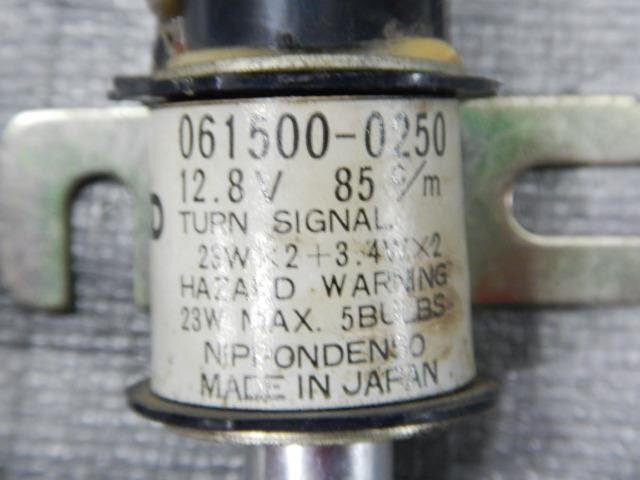 061500-0250
12.8V 85 c/m
TURN SIGNAL.
23W×2+3.4W×2
HAZARD WARNING
23W MAX. 5BULBS
NIPPONDENSO
MADE IN JAPAN